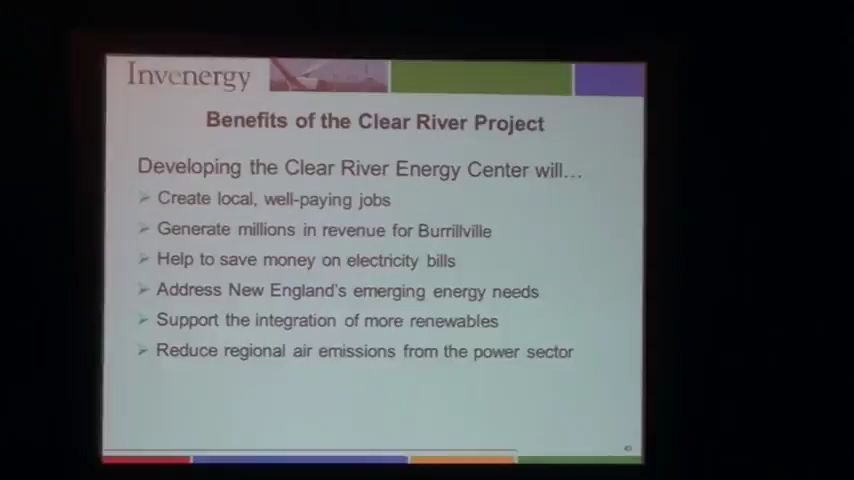 Invenergy
Benefits of the Clear River Project
Developing the Clear River Energy Center will...
➢ Create local, well-paying jobs
➢ Generate millions in revenue for Burrillville
➢ Help to save money on electricity bills
➢ Address New England's emerging energy needs
➢ Support the integration of more renewables
➢ Reduce regional air emissions from the power sector